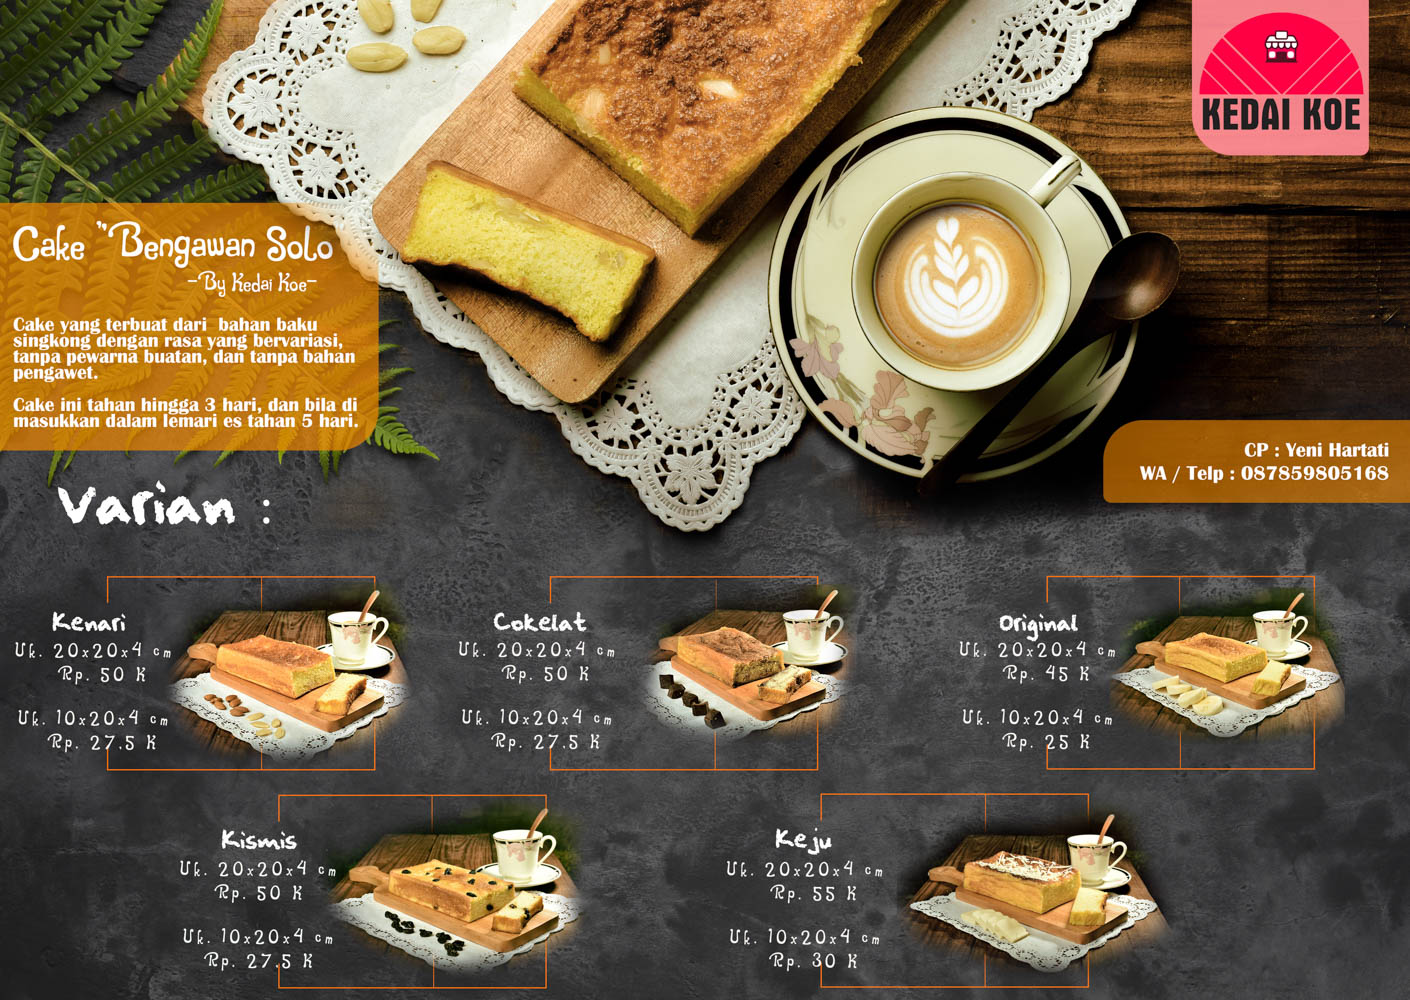 KEDAI KOE
Cake "Bengawan Solo
-By Kedai Koe-
Cake yang terbuat dari bahan baku
singkong dengan rasa yang bervariasi,
tanpa pewarna buatan, dan tanpa bahan
pengawet.
Cake ini tahan hingga 3 hari, dan bila di
masukkan dalam lemari es tahan 5 hari.
CP : Yeni Hartati
WA / Telp : 087859805168
Varian :
Kenari
Uk. 20x20x4 cm
Rp. 50 K
Uk. 10x20x4 cm
Rp. 27.5 K
Cokelat
Uk. 20x20x4 cm
Rp. 50 K
Uk. 10x20x4 cm
Rp. 27.5 K
Original
Uk. 20x20x4 cm
Rp. 45 K
Uk. 10x20x4 cm
Rp. 25 K
Kismis
Uk. 20x20x4 cm
Rp. 50 K
Uk. 10x20x4 cm
Rp. 27.5 K
Keju
Uk. 20x20x4 cm
Rp. 55 K
Uk. 10x20x4 cm
Rp. 30 K